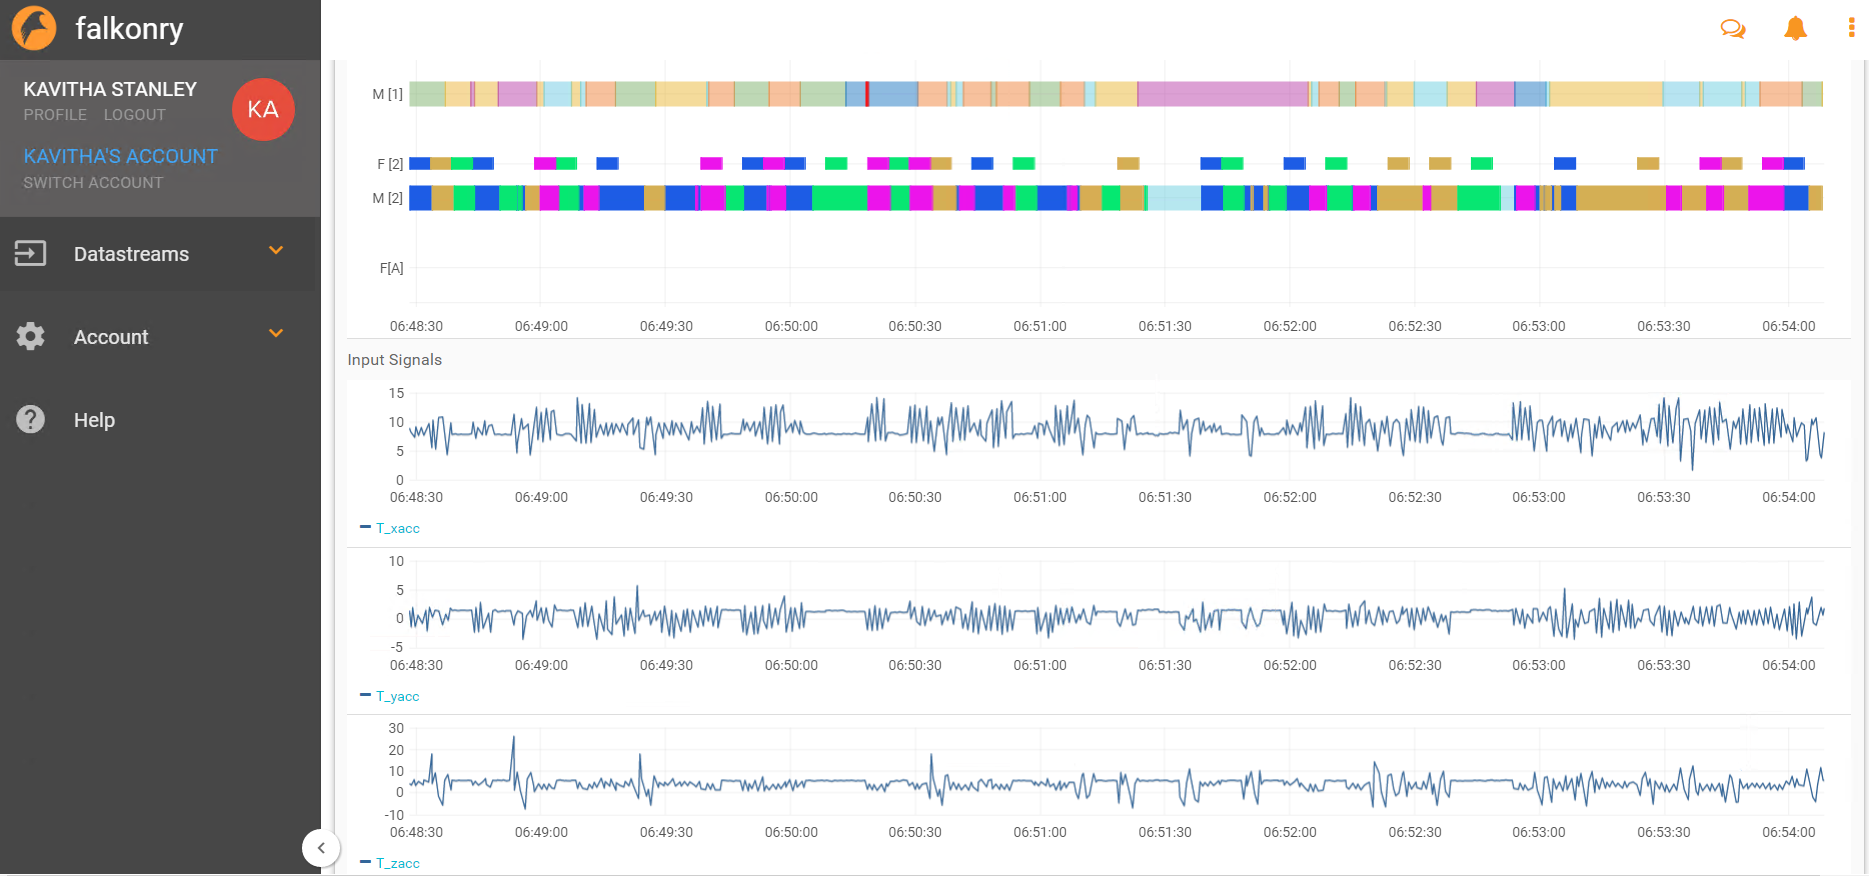 falkonry
KAVITHA STANLEY
PROFILE LOGOUT
KA
KAVITHA'S ACCOUNT
SWITCH ACCOUNT
Datastreams
Account
Help
M [1]
F [2]
M [2]
F[A]
06:48:30 06:49:00 06:49:30 06:50:00 06:50:30 06:51:00 06:51:30 06:52:00 06:52:30 06:53:00 06:53:30 06:54:00
Input Signals
15
10
5
0
06:48:30 06:49:00 06:49:30 06:50:00 06:50:30 06:51:00 06:51:30 06:52:00 06:52:30 06:53:00 06:53:30 06:54:00
T_xacc
10
5
0
-5
06:48:30 06:49:00 06:49:30 06:50:00 06:50:30 06:51:00 06:51:30 06:52:00 06:52:30 06:53:00 06:53:30 06:54:00
T_yacc
30
20
10
0
-10
06:48:30 06:49:00 06:49:30 06:50:00 06:50:30 06:51:00 06:51:30 06:52:00 06:52:30 06:53:00 06:53:30 06:54:00
T_zacc